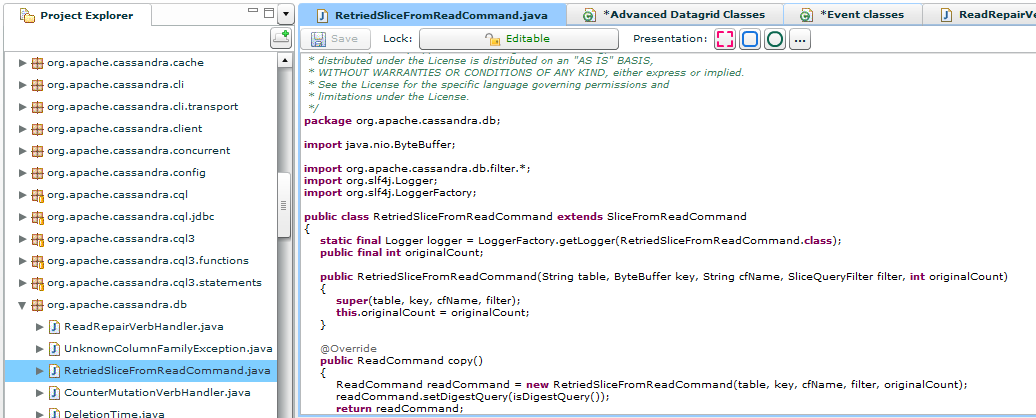 Project Explorer
org.apache.cassandra.cache
org.apache.cassandra.cli
org.apache.cassandra.cli.transport
org.apache.cassandra.client
org.apache.cassandra.concurrent
org.apache.cassandra.config
org.apache.cassandra.cql
org.apache.cassandra.cql.jdbc
org.apache.cassandra.cql3
org.apache.cassandra.cql3.functions
org.apache.cassandra.cql3.statements
org.apache.cassandra.db
ReadRepairVerbHandler.java
UnknownColumnFamilyException.java
RetriedSliceFromReadCommand.java
CounterMutationVerbHandler.java
DeletionTime.java
RetriedSliceFromReadCommand.java
*Advanced Datagrid Classes
*Event classes
ReadRepairVe
Save
Lock:
Editable
Presentation:
...
* distributed under the License is distributed on an "AS IS" BASIS,
* WITHOUT WARRANTIES OR CONDITIONS OF ANY KIND, either express or implied.
* See the License for the specific language governing permissions and
* limitations under the License.
*/
package org.apache.cassandra.db;
import java.nio.ByteBuffer;
import org.apache.cassandra.db.filter.*;
import org.slf4j.Logger;
import org.slf4j.LoggerFactory;
public class RetriedSliceFromReadCommand extends SliceFromReadCommand
{
static final Logger logger = LoggerFactory.getLogger(RetriedSliceFromReadCommand.class);
public final int originalCount;
public RetriedSliceFromReadCommand(String table, ByteBuffer key, String cfName, SliceQueryFilter filter, int originalCount)
{
super(table, key, cfName, filter);
this.originalCount = originalCount;
}
@Override
public ReadCommand copy()
{
ReadCommand readCommand = new RetriedSliceFromReadCommand(table, key, cfName, filter, originalCount);
readCommand.setDigestQuery(isDigestQuery());
return readCommand;